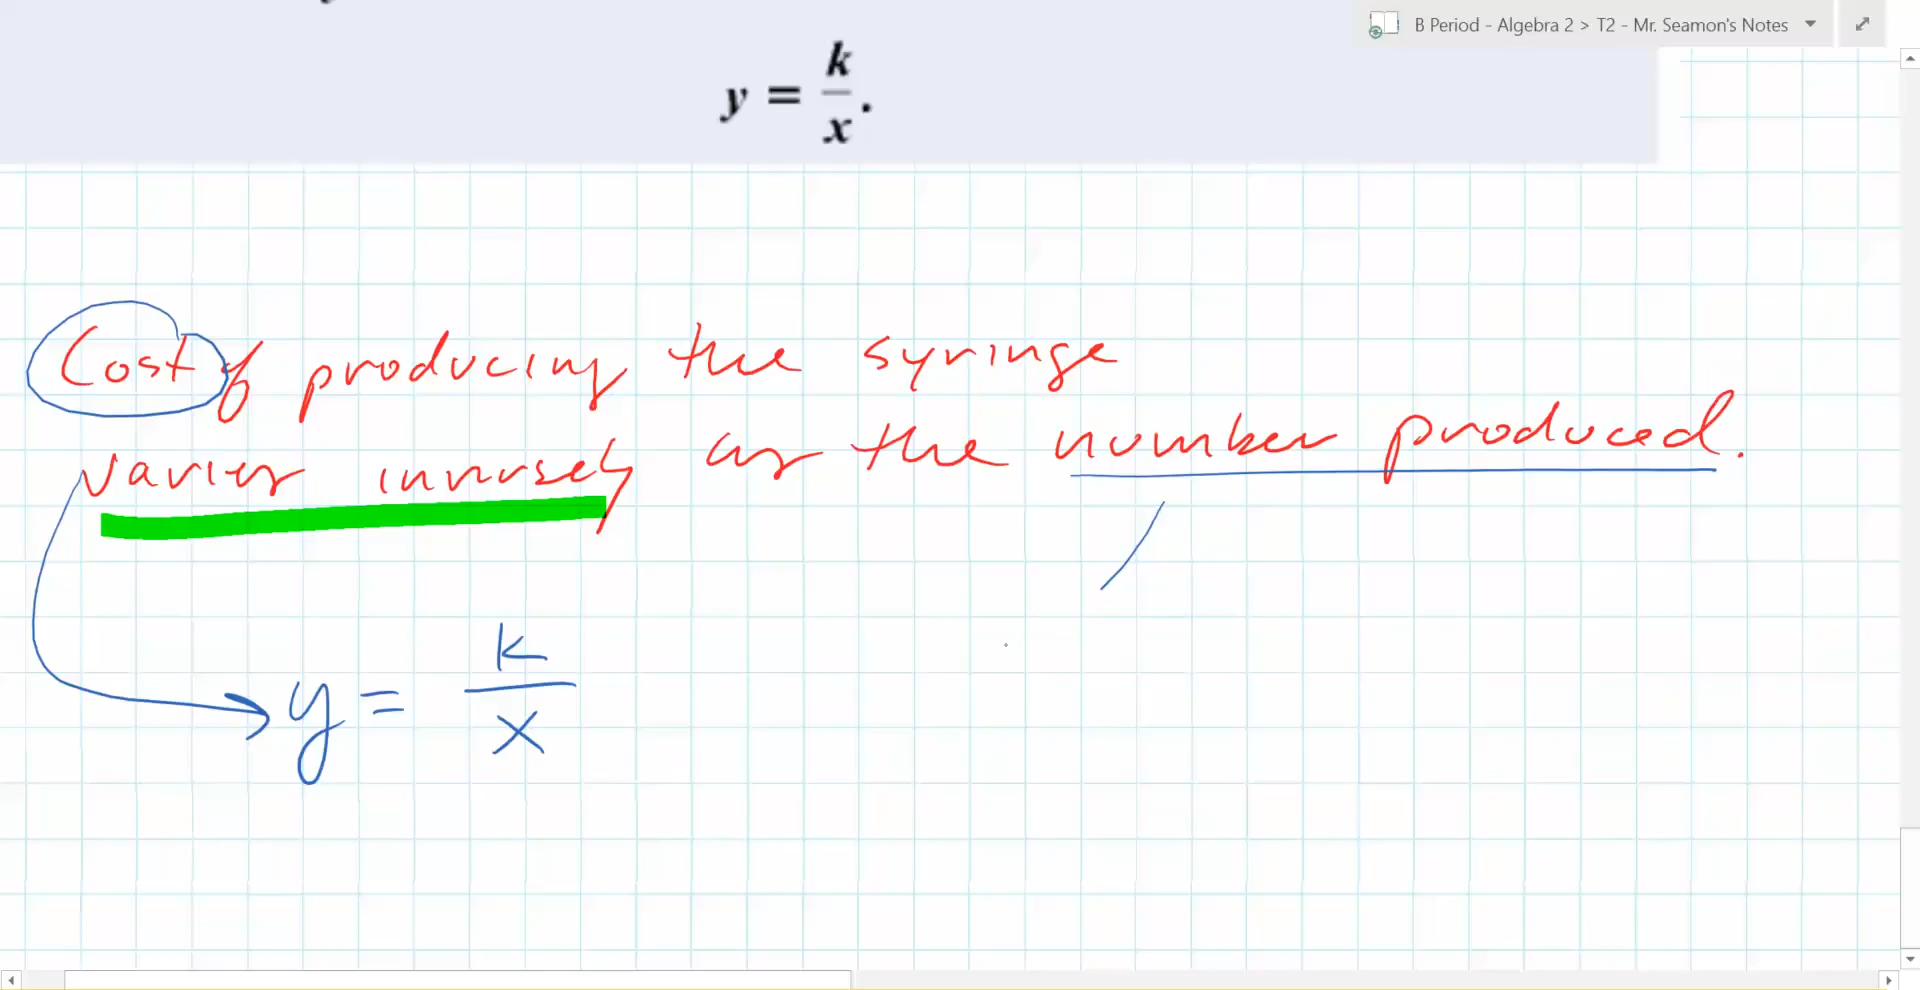 B Period - Algebra 2 > T2 - Mr. Seamon's Notes
y = k/x.
Cost of producing the syringe
varies inversely as the number produced.
y = k/x